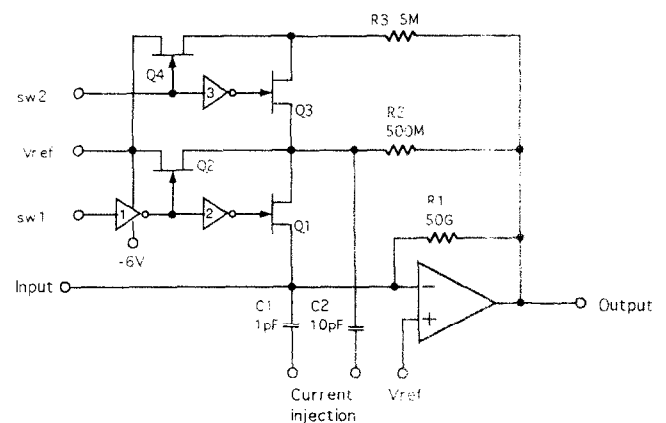 R3 5M
Q4
sw2
3
Q3
R2
500M
Vref
Q2
R1
50G
sw1
1
2
Q1
-6V
Input
C1
1pF
C2
10pF
Output
Current
injection
Vref